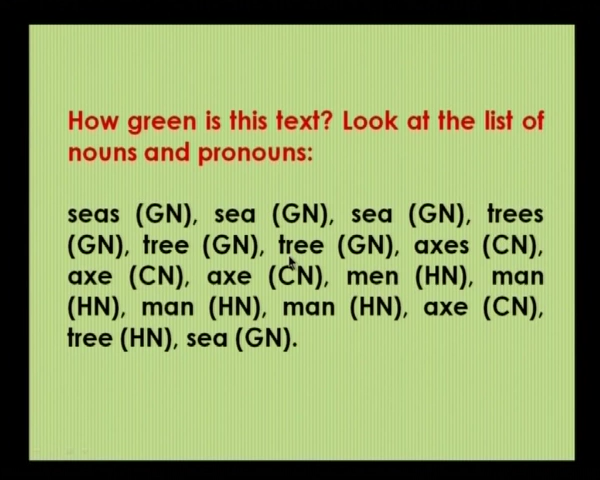 How green is this text? Look at the list of
nouns and pronouns:
seas (GN), sea (GN), sea (GN), trees
(GN), tree (GN), tree (GN), axes (CN),
axe (CN), axe (CN), men (HN), man
(HN), man (HN), man (HN), axe (CN),
tree (HN), sea (GN).